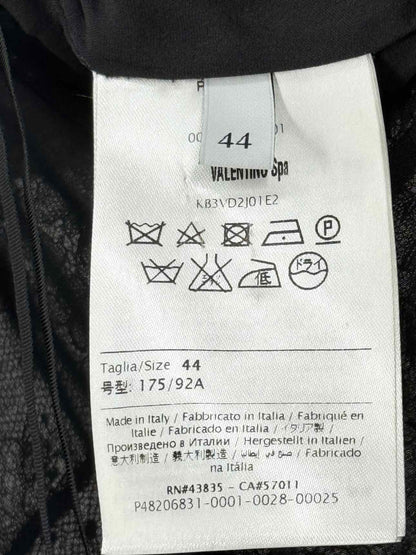 44
VALENTINO Spa
KB3VD2J01E2
P
ドライ
低
Taglia/Size 44
号型: 175/92A
Made in Italy / Fabbricato in Italia / Fabriqué en
Italie / Fabricado en Italia / イタリア製 /
Произведено в Италии / Hergestellt in Italien /
意大利制造 / 義大利製造 / صنع في إيطاليا / Fabricado
na Itália
RN#43835 - CA#57011
P48206831-0001-0028-00025